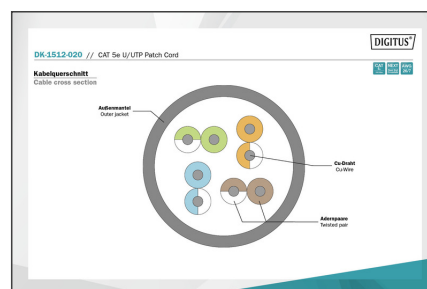 DIGITUS®
DK-1512-020 // CAT 5e U/UTP Patch Cord
Kabelquerschnitt
Cable cross section
Außenmantel
Outer jacket
Cu-Draht
Cu-Wire
Adernpaare
Twisted pair